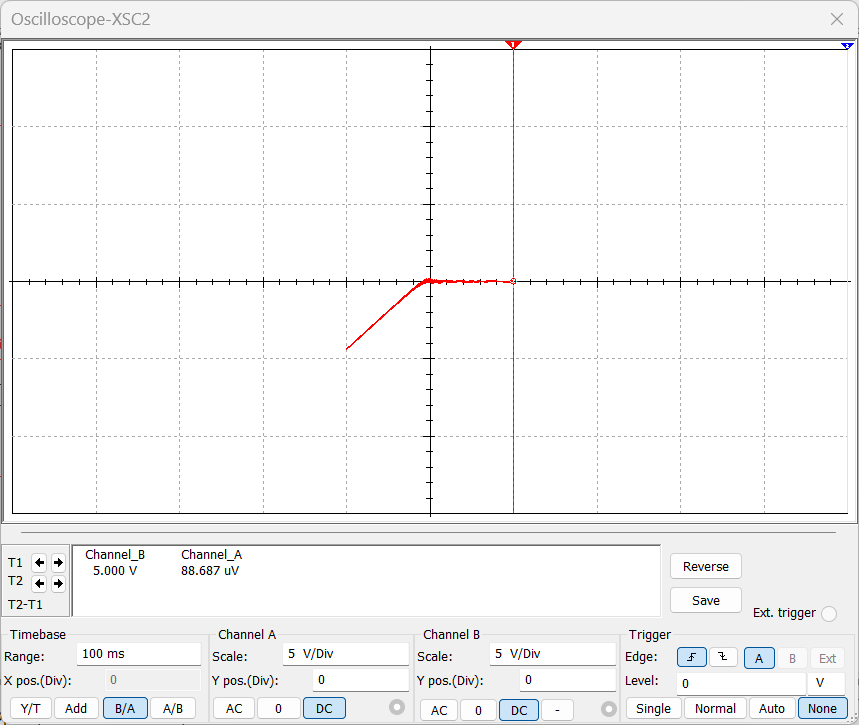 Oscilloscope-XSC2
1
2
T1
T2
T2-T1
Channel_B Channel_A
5.000 V 88.687 uV
Reverse
Save
Ext. trigger
Timebase
Range: 100 ms
X pos.(Div): 0
Y/T Add B/A A/B
Channel A
Scale: 5 V/Div
Y pos.(Div): 0
AC 0 DC
Channel B
Scale: 5 V/Div
Y pos.(Div): 0
AC 0 DC -
Trigger
Edge: A B Ext
Level: 0 V
Single Normal Auto None